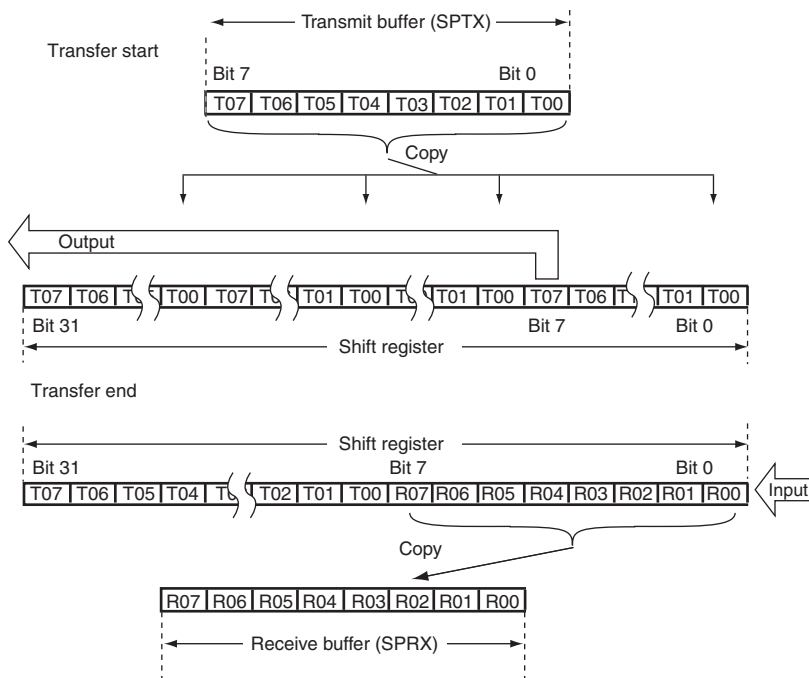 Transmit buffer (SPTX)
Transfer start
Bit 7 Bit 0
T07 T06 T05 T04 T03 T02 T01 T00
Copy
Output
T07 T06 T00 T07 T01 T00 T01 T00 T07 T06 T01 T00
Bit 31 Bit 7 Bit 0
Shift register
Transfer end
Shift register
Bit 31 Bit 7 Bit 0
T07 T06 T05 T04 T02 T01 T00 R07 R06 R05 R04 R03 R02 R01 R00
Input
Copy
R07 R06 R05 R04 R03 R02 R01 R00
Receive buffer (SPRX)